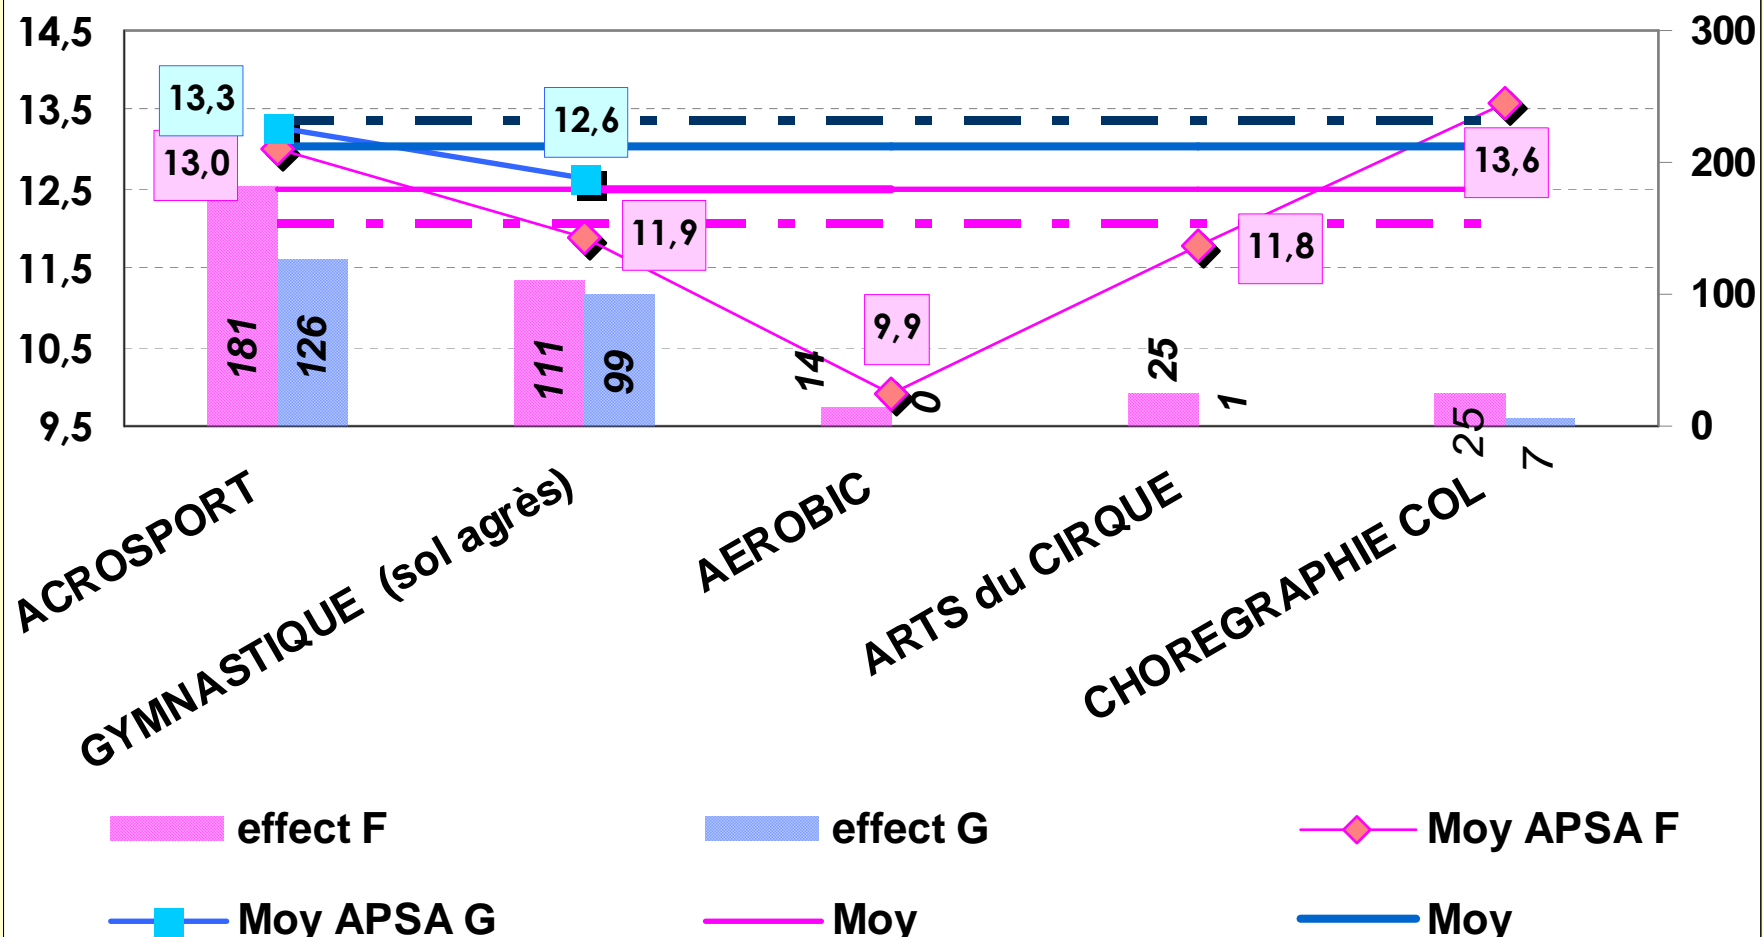 14,5
13,5
12,5
11,5
10,5
9,5
300
200
100
0
13,3
13,0
12,6
11,9
9,9
11,8
13,6
181
126
111
99
14
0
25
1
25
7
ACROSPORT
GYMNASTIQUE (sol agrès)
AEROBIC
ARTS du CIRQUE
CHOREGRAPHIE COL
effect F
effect G
Moy APSA F
Moy APSA G
Moy
Moy